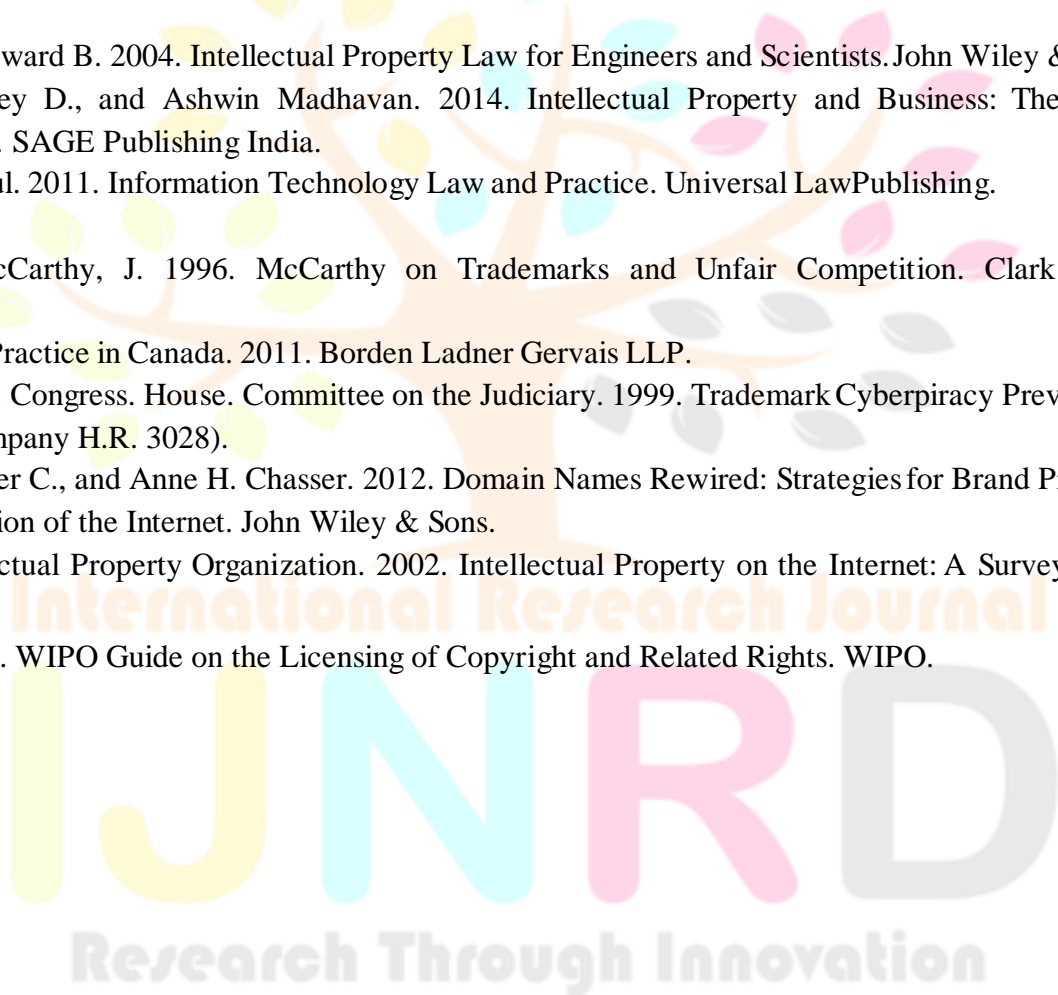 ward B. 2004. Intellectual Property Law for Engineers and Scientists. John Wiley &
ey D., and Ashwin Madhavan. 2014. Intellectual Property and Business: The
. SAGE Publishing India.
ul. 2011. Information Technology Law and Practice. Universal LawPublishing.
cCarthy, J. 1996. McCarthy on Trademarks and Unfair Competition. Clark
Practice in Canada. 2011. Borden Ladner Gervais LLP.
Congress. House. Committee on the Judiciary. 1999. Trademark Cyberpiracy Prev
mpany H.R. 3028).
er C., and Anne H. Chasser. 2012. Domain Names Rewired: Strategies for Brand P
ion of the Internet. John Wiley & Sons.
ctual Property Organization. 2002. Intellectual Property on the Internet: A Survey
International Research Journal
. WIPO Guide on the Licensing of Copyright and Related Rights. WIPO.
IJNRD
Research Through Innovation